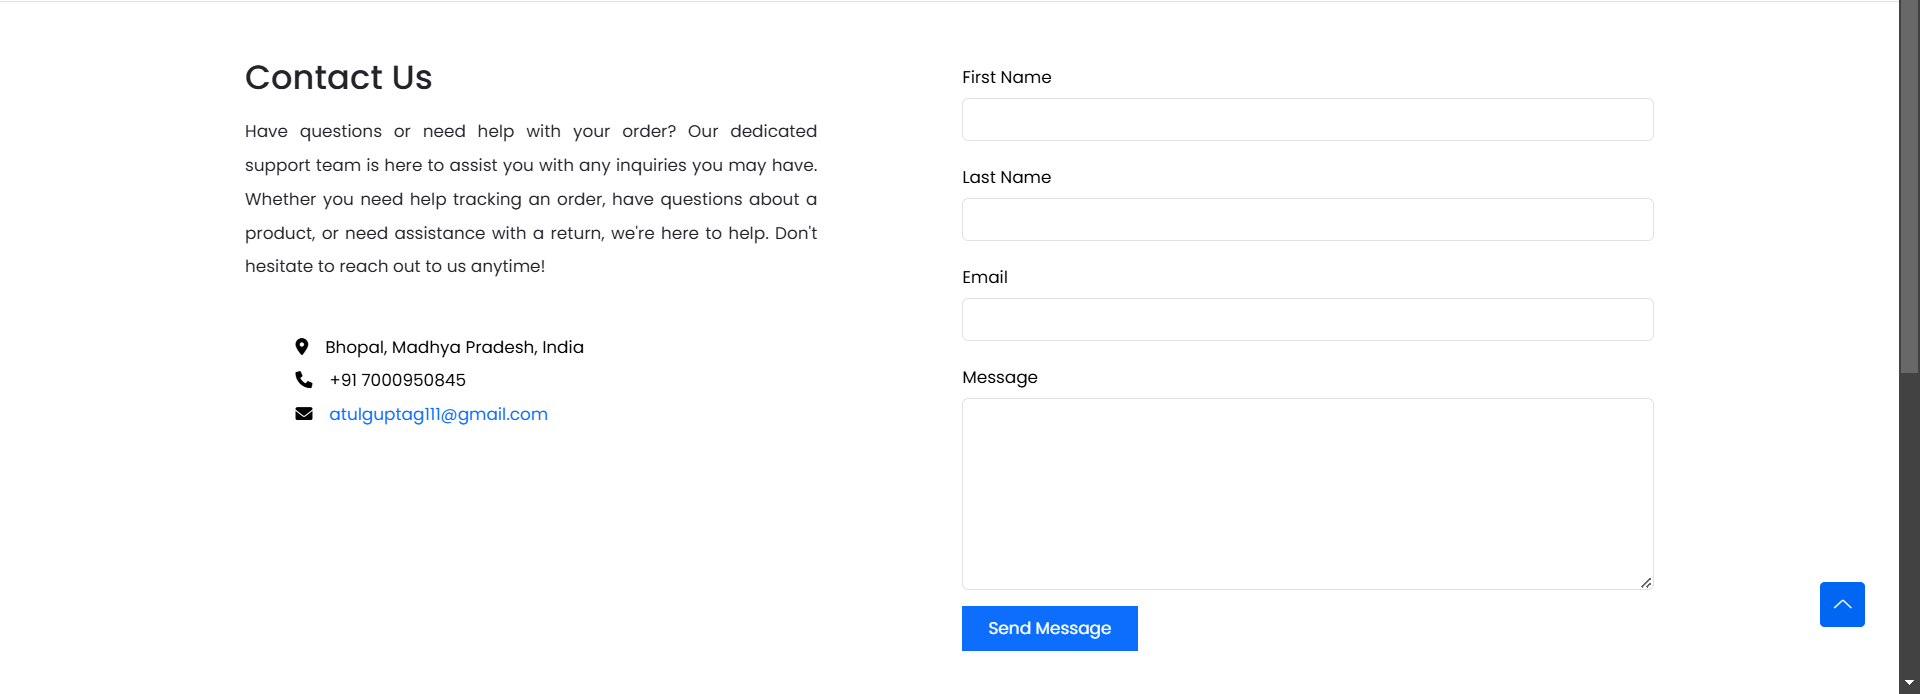 Contact Us
Have questions or need help with your order? Our dedicated
support team is here to assist you with any inquiries you may have.
Whether you need help tracking an order, have questions about a
product, or need assistance with a return, we're here to help. Don't
hesitate to reach out to us anytime!
Bhopal, Madhya Pradesh, India
+91 7000950845
atulguptag111@gmail.com
First Name
Last Name
Email
Message
Send Message